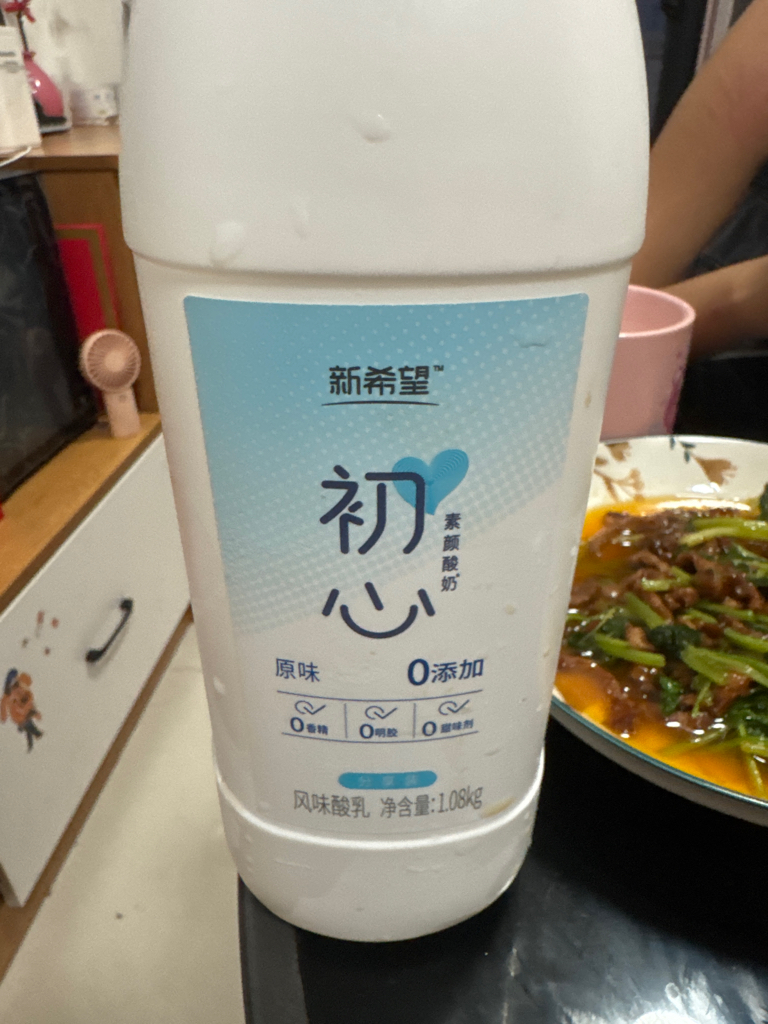 新希望™
初心
素颜酸奶
原味 0添加
0香精 0明胶 0甜味剂
分享装
风味酸乳 净含量:1.08kg